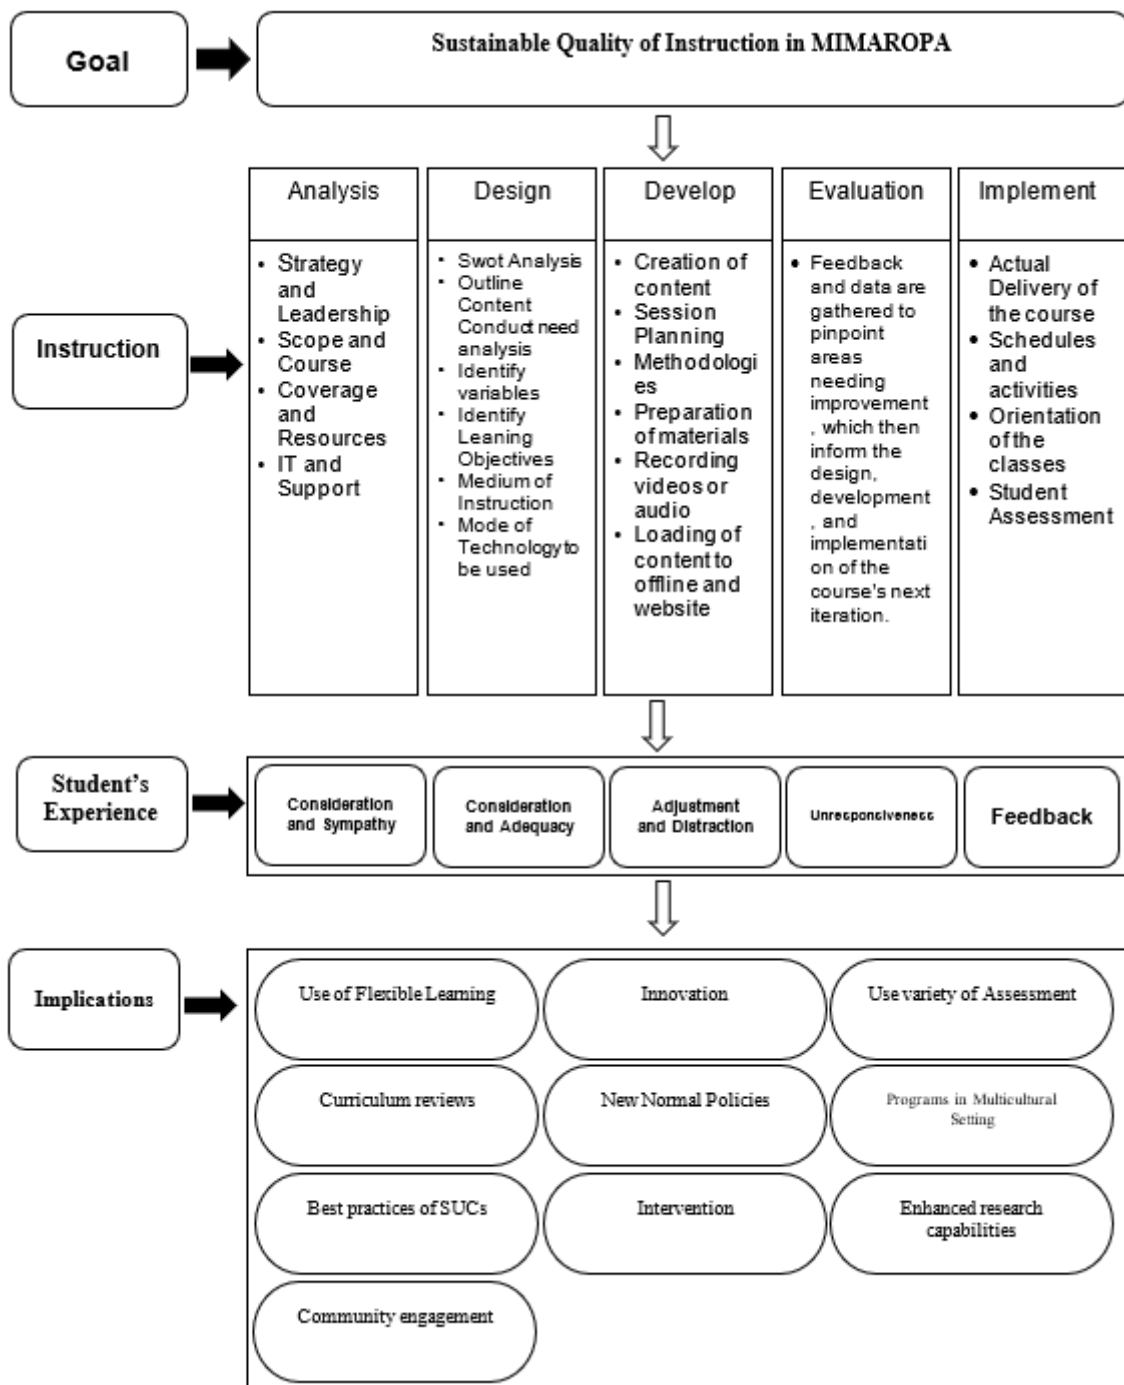 Goal
Sustainable Quality of Instruction in MIMAROPA
Instruction
Analysis
• Strategy
and
Leadership
• Scope and
Course
• Coverage
and
Resources
• IT and
Support
Design
• Swot Analysis
• Outline
Content
Conduct need
analysis
• Identify
variables
• Identify
Leaning
Objectives
• Medium of
Instruction
• Mode of
Technology to
be used
Develop
• Creation of
content
• Session
Planning
• Methodologi
es
• Preparation
of materials
• Recording
videos or
audio
• Loading of
content to
offline and
website
Evaluation
• Feedback
and data are
gathered to
pinpoint
areas
needing
improvement
, which then
inform the
design,
development
, and
implementati
on of the
course's next
iteration.
Implement
• Actual
Delivery of
the course
• Schedules
and
activities
• Orientation
of the
classes
• Student
Assessment
Student’s
Experience
Consideration
and Sympathy
Consideration
and Adequacy
Adjustment
and Distraction
Unresponsiveness
Feedback
Implications
Use of Flexible Learning
Innovation
Use variety of Assessment
Curriculum reviews
New Normal Policies
Programs in Multicultural
Setting
Best practices of SUCs
Intervention
Enhanced research
capabilities
Community engagement